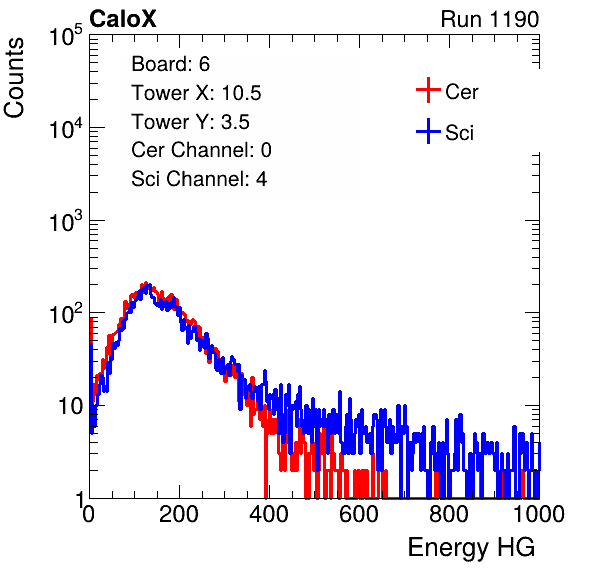 CaloX Run 1190
Counts
Board: 6
Tower X: 10.5
Tower Y: 3.5
Cer Channel: 0
Sci Channel: 4
Cer
Sci
10^5
10^4
10^3
10^2
10
1
0 200 400 600 800 1000
Energy HG